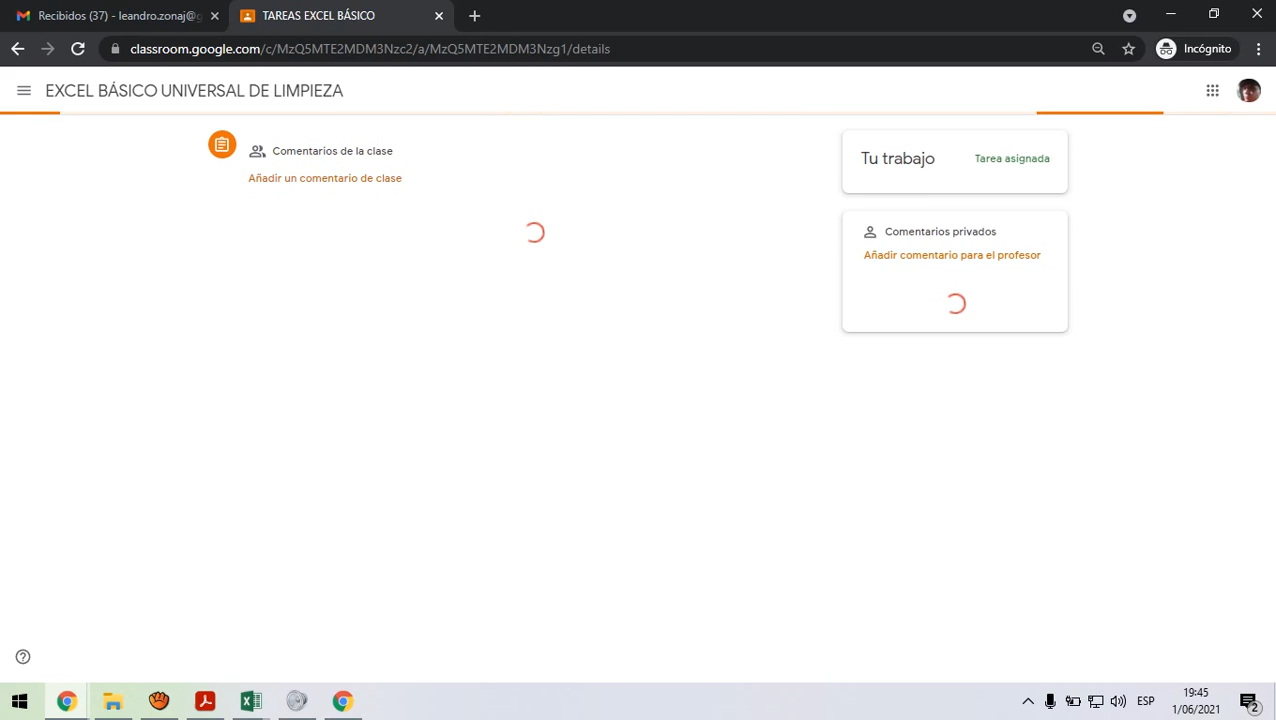 Recibidos (37) - leandro.zonaj@g
TAREAS EXCEL BÁSICO
classroom.google.com/c/MzQ5MTE2MDM3Nzc2/a/MzQ5MTE2MDM3Nzg1/details
Incógnito
EXCEL BÁSICO UNIVERSAL DE LIMPIEZA
Comentarios de la clase
Añadir un comentario de clase
Tu trabajo
Tarea asignada
Comentarios privados
Añadir comentario para el profesor
ESP
19:45
1/06/2021
2